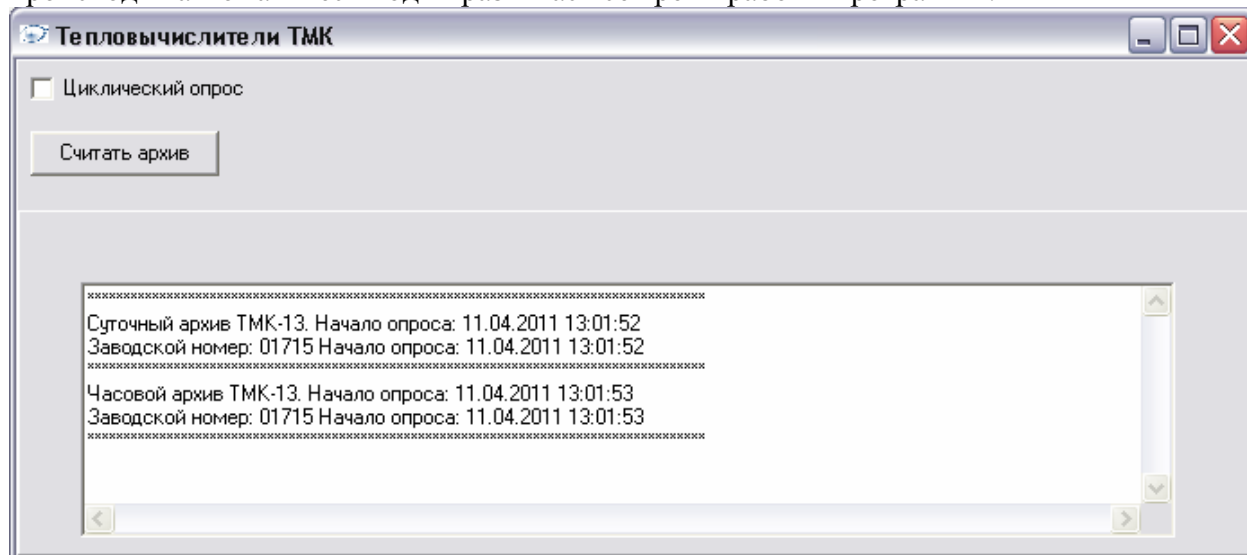 Тепловычислители ТМК
Циклический опрос
Считать архив
Суточный архив ТМК-13. Начало опроса: 11.04.2011 13:01:52
Заводской номер: 01715 Начало опроса: 11.04.2011 13:01:52
Часовой архив ТМК-13. Начало опроса: 11.04.2011 13:01:53
Заводской номер: 01715 Начало опроса: 11.04.2011 13:01:53